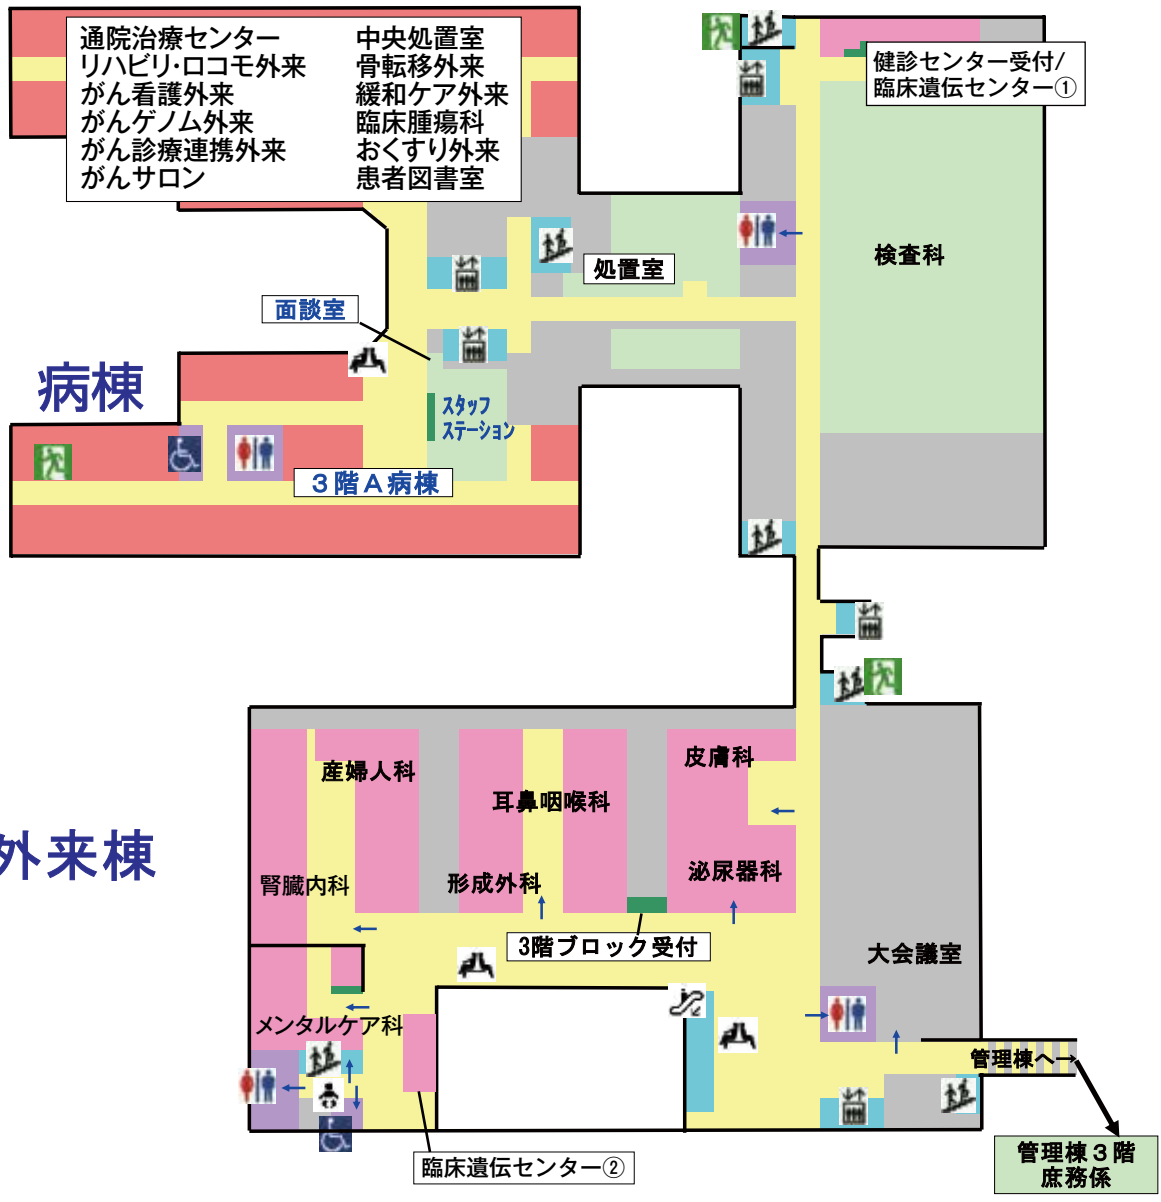 通院治療センター
リハビリ・ロコモ外来
がん看護外来
がんゲノム外来
がん診療連携外来
がんサロン
中央処置室
骨転移外来
緩和ケア外来
臨床腫瘍科
おくすり外来
患者図書室
健診センター受付/
臨床遺伝センター①
検査科
処置室
面談室
病棟
スタッフ
ステーション
3階A病棟
皮膚科
産婦人科
耳鼻咽喉科
外来棟
腎臓内科
形成外科
泌尿器科
3階ブロック受付
大会議室
メンタルケア科
管理棟へ→
臨床遺伝センター②
管理棟3階
庶務係